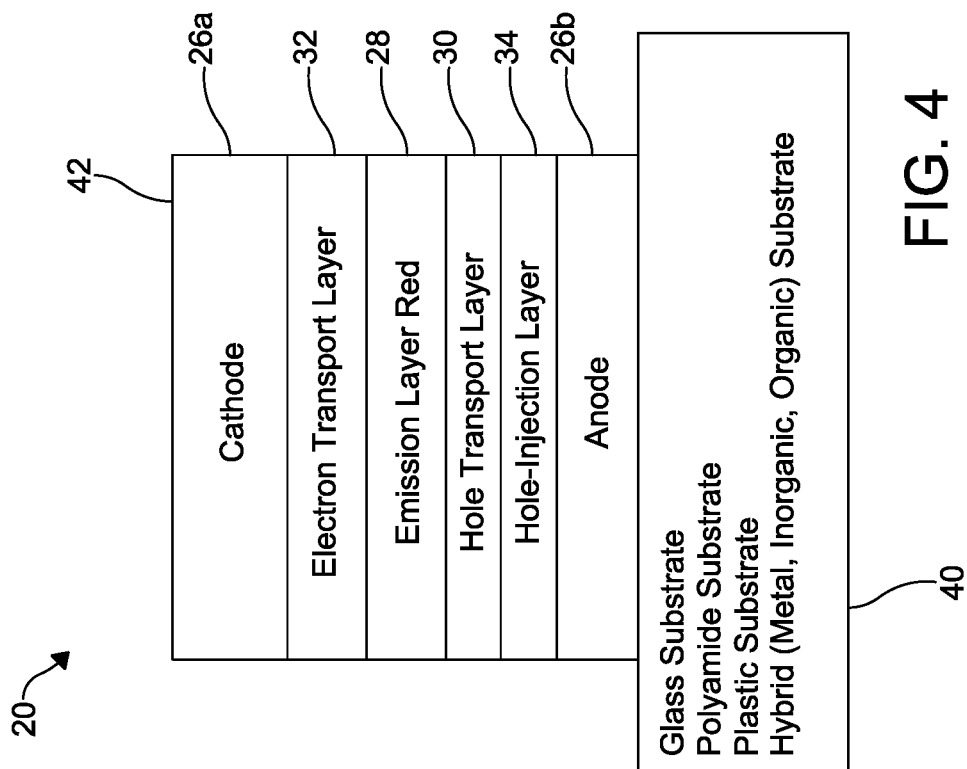 20
42
Cathode
26a
Electron Transport Layer
32
Emission Layer Red
28
Hole Transport Layer
30
Hole-Injection Layer
34
Anode
26b
Glass Substrate
Polyamide Substrate
Plastic Substrate
Hybrid (Metal, Inorganic, Organic) Substrate
40
FIG. 4